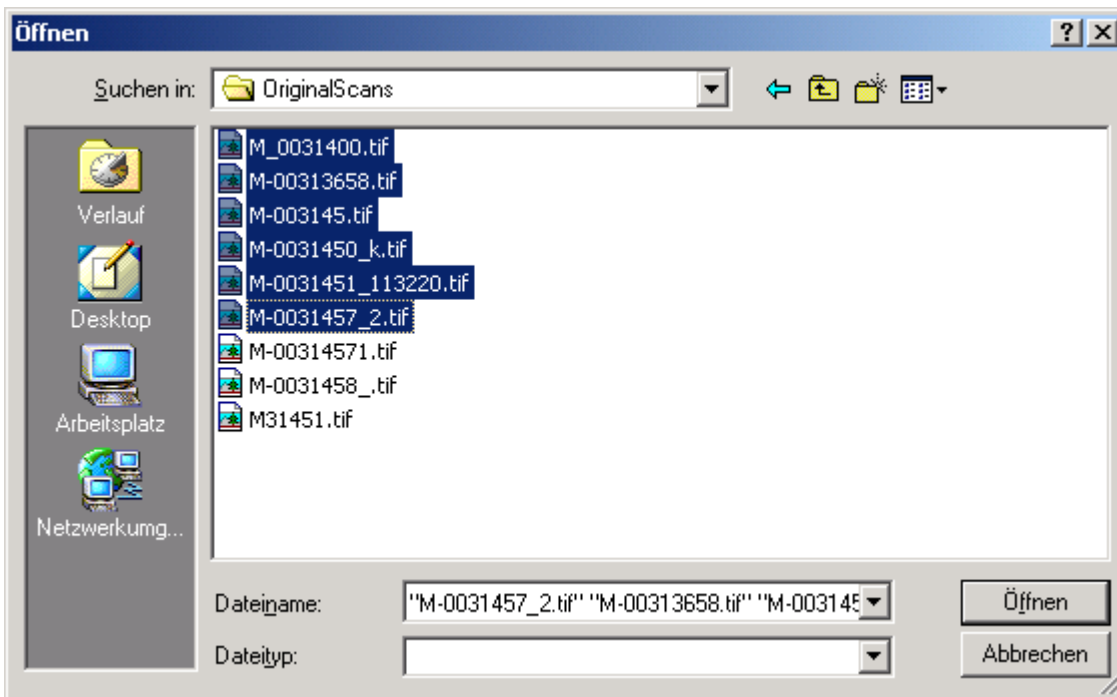 Öffnen
Suchen in: OriginalScans
Verlauf
Desktop
Arbeitsplatz
Netzwerkumg...
M_0031400.tif
M-00313658.tif
M-003145.tif
M-0031450_k.tif
M-0031451_113220.tif
M-0031457_2.tif
M-00314571.tif
M-0031458_.tif
M31451.tif
Dateiname: "M-0031457_2.tif" "M-00313658.tif" "M-003145 Öffnen
Dateityp: Abbrechen